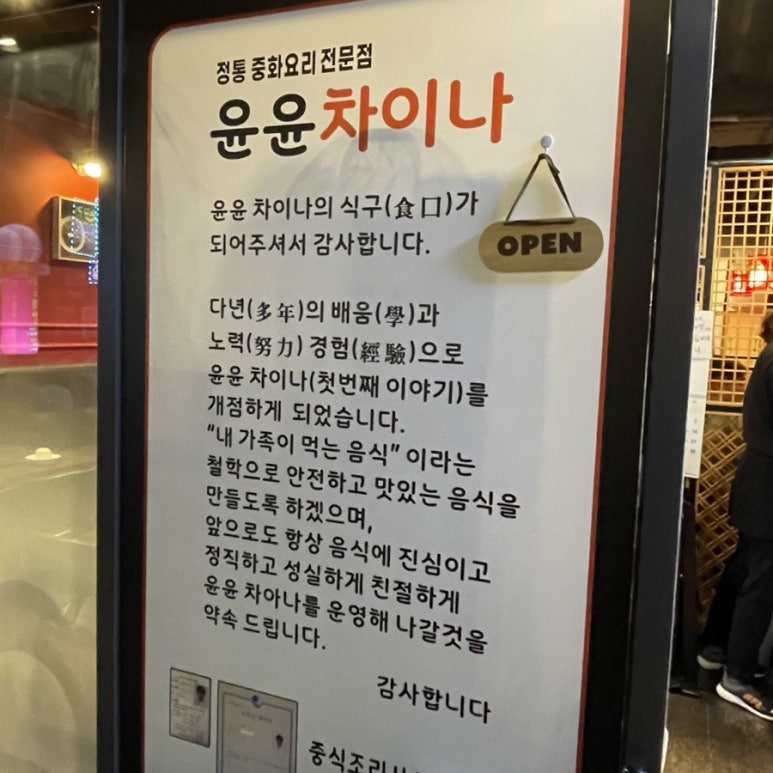 정통 중화요리 전문점
윤윤차이나
윤윤 차이나의 식구(食口)가
되어주셔서 감사합니다.
OPEN
다년(多年)의 배움(學)과
노력(努力) 경험(經驗)으로
윤윤 차이나(첫번째 이야기)를
개점하게 되었습니다.
“내 가족이 먹는 음식” 이라는
철학으로 안전하고 맛있는 음식을
만들도록 하겠으며,
앞으로도 항상 음식에 진심이고
정직하고 성실하게 친절하게
윤윤 차아나를 운영해 나갈것을
약속 드립니다.
감사합니다
중식조리